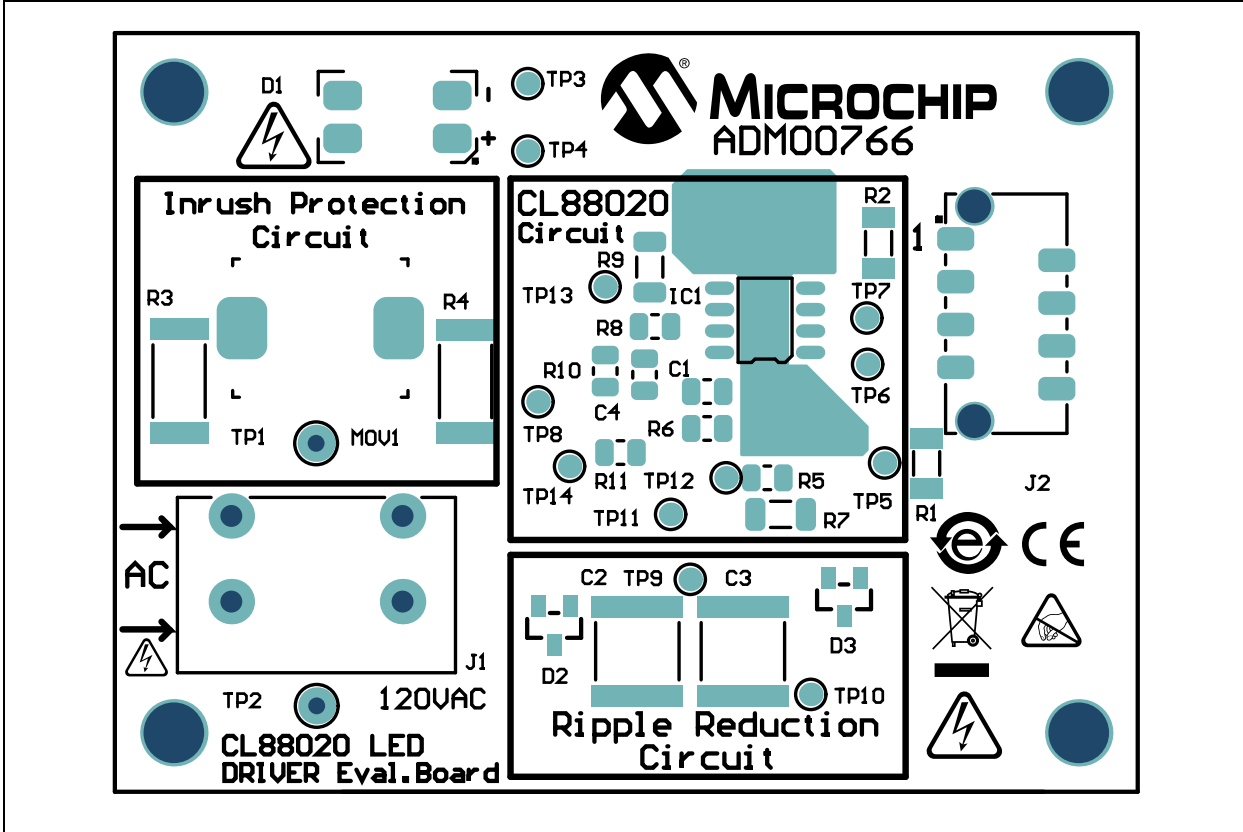 D1
-
+
TP3
TP4
®
MICROCHIP
ADM00766
Inrush Protection
Circuit
R3
R4
TP1
MOV1
CL88020
Circuit
R9
TP13
IC1
R2
TP7
R8
R10
C1
C4
TP6
TP8
R6
R11
TP12
R5
TP14
TP11
R7
TP5
1
R1
J2
AC
J1
TP2
120VAC
CL88020 LED
DRIVER Eval.Board
C2
TP9
C3
D2
D3
TP10
Ripple Reduction
Circuit
e
CE